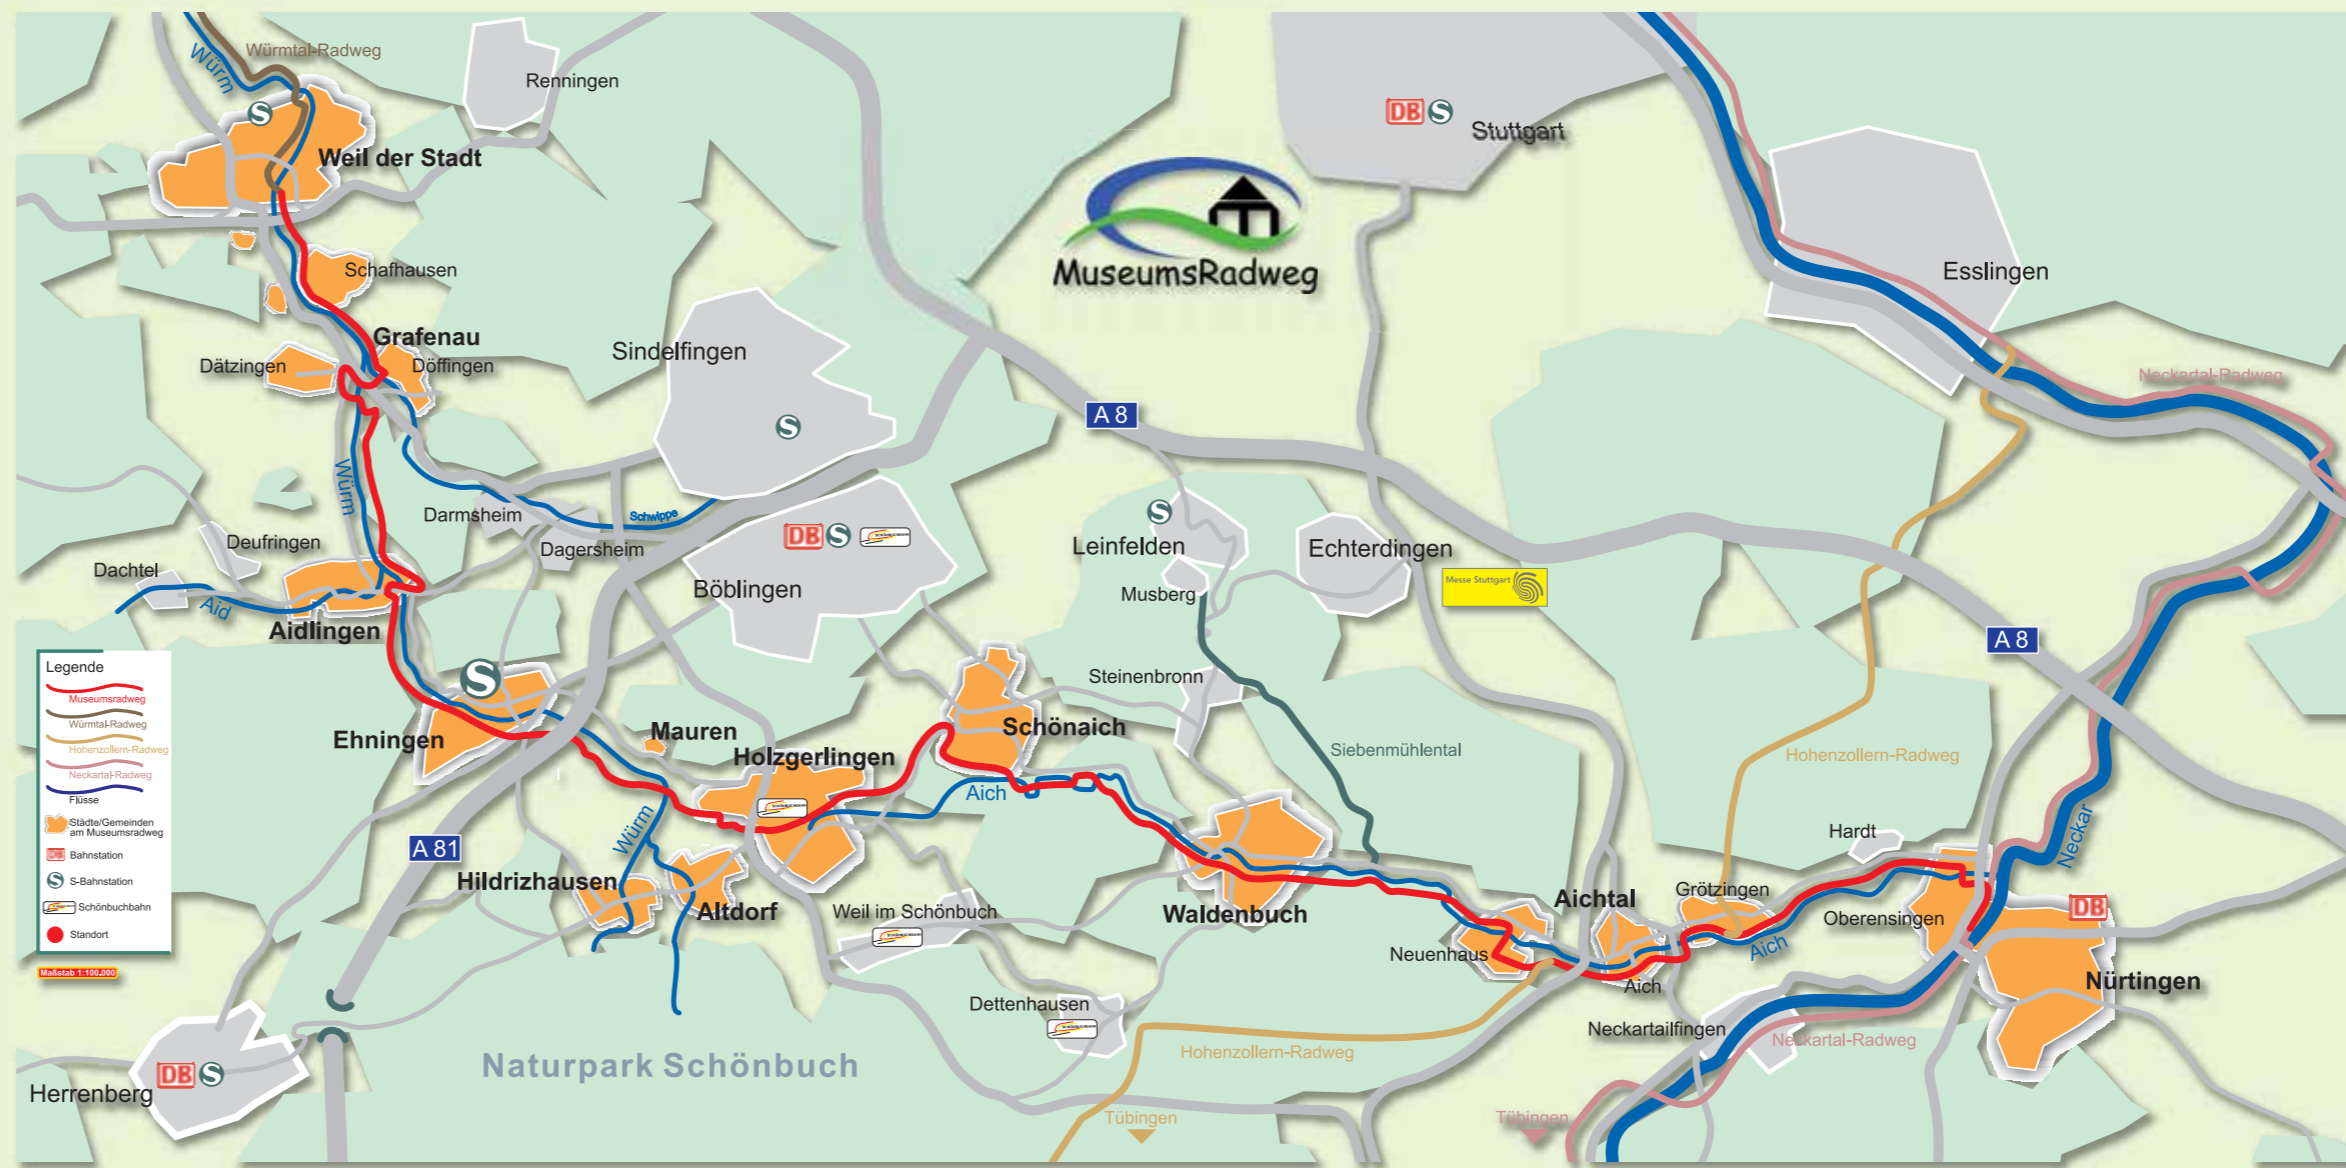 Würmtal-Radweg
Würm
Renningen
Stuttgart
DB
S
S
Weil der Stadt
MuseumsRadweg
Schafhausen
Esslingen
Grafenau
Dätzingen
Döffingen
Sindelfingen
S
Neckartal-Radweg
A 8
Würm
Darmsheim
Schwippe
Dagersheim
Deufringen
Dachtel
Aid
Aidlingen
DB
S
Böblingen
S
Leinfelden
Musberg
Echterdingen
Messe Stuttgart
A 8
Legende
Museumsradweg
Würmtal-Radweg
Hohenzollern-Radweg
Neckartal-Radweg
Flüsse
Städte/Gemeinden
am Museumsradweg
DB
Bahnstation
S
S-Bahnstation
Schönbuchbahn
Standort
Maßstab 1:100.000
S
Ehningen
Mauren
Holzgerlingen
Schönaich
Steinenbronn
Siebenmühlental
Hohenzollern-Radweg
Aich
Würm
A 81
Hildrizhausen
Altdorf
Weil im Schönbuch
Waldenbuch
Neuenhaus
Aichtal
Aich
Grötzingen
Aich
Hardt
Oberensingen
Neckar
DB
Nürtingen
Dettenhausen
Neckartailfingen
Neckartal-Radweg
Hohenzollern-Radweg
Naturpark Schönbuch
DB
S
Herrenberg
Tübingen
Tübingen